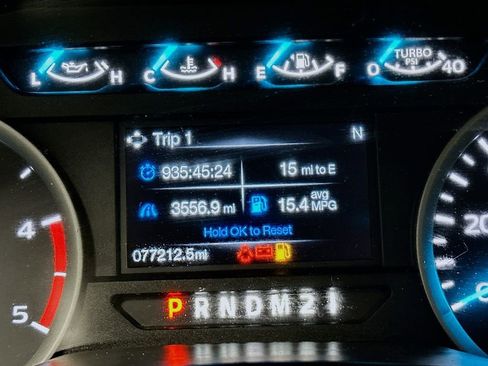 L H C H E F TURBO PSI 0 40
Trip 1 N
935:45:24 15 mi to E
3556.9 mi 15.4 avg MPG
Hold OK to Reset
077212.5mi
4
5
20
P R N D M 2 1